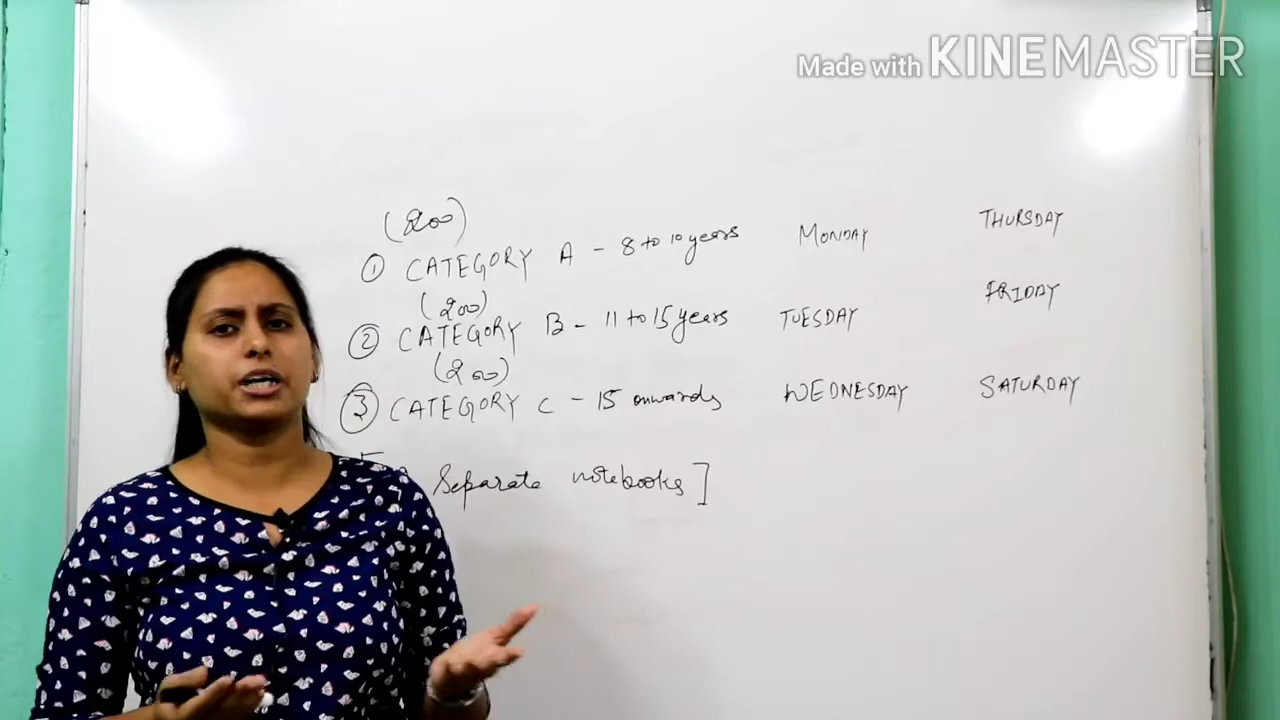 Made with KINEMASTER
(200)
① CATEGORY A - 8 to 10 years MONDAY THURSDAY
(200)
② CATEGORY B - 11 to 15 years TUESDAY FRIDAY
(200)
③ CATEGORY C - 15 onwards WEDNESDAY SATURDAY
Separate notebooks]